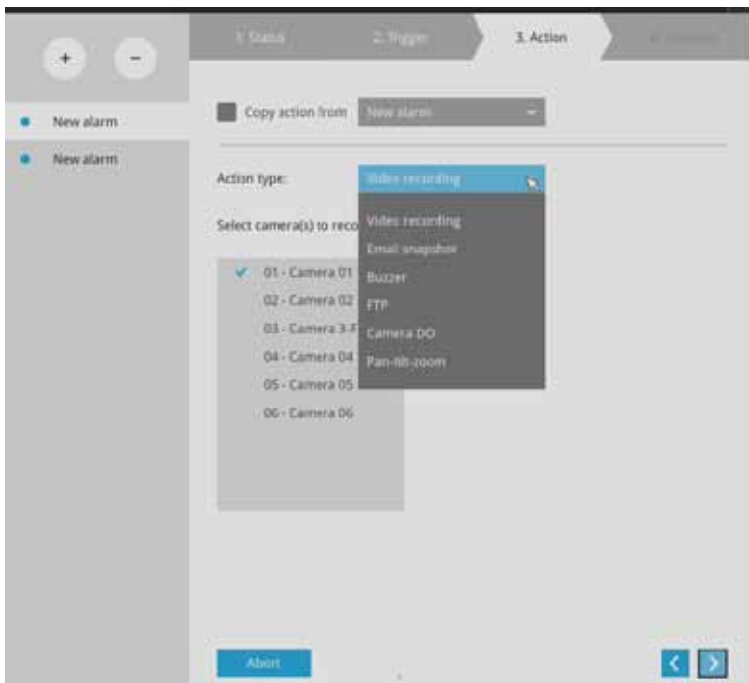 1. Status
2. Trigger
3. Action
+ −
New alarm
New alarm
Copy action from New alarm
Action type: Video recording
Select camera(s) to reco
Video recording
Email snapshot
Buzzer
FTP
Camera DO
Pan-tilt-zoom
01 - Camera 01
02 - Camera 02
03 - Camera 3-F
04 - Camera 04
05 - Camera 05
06 - Camera 06
Abort
< >